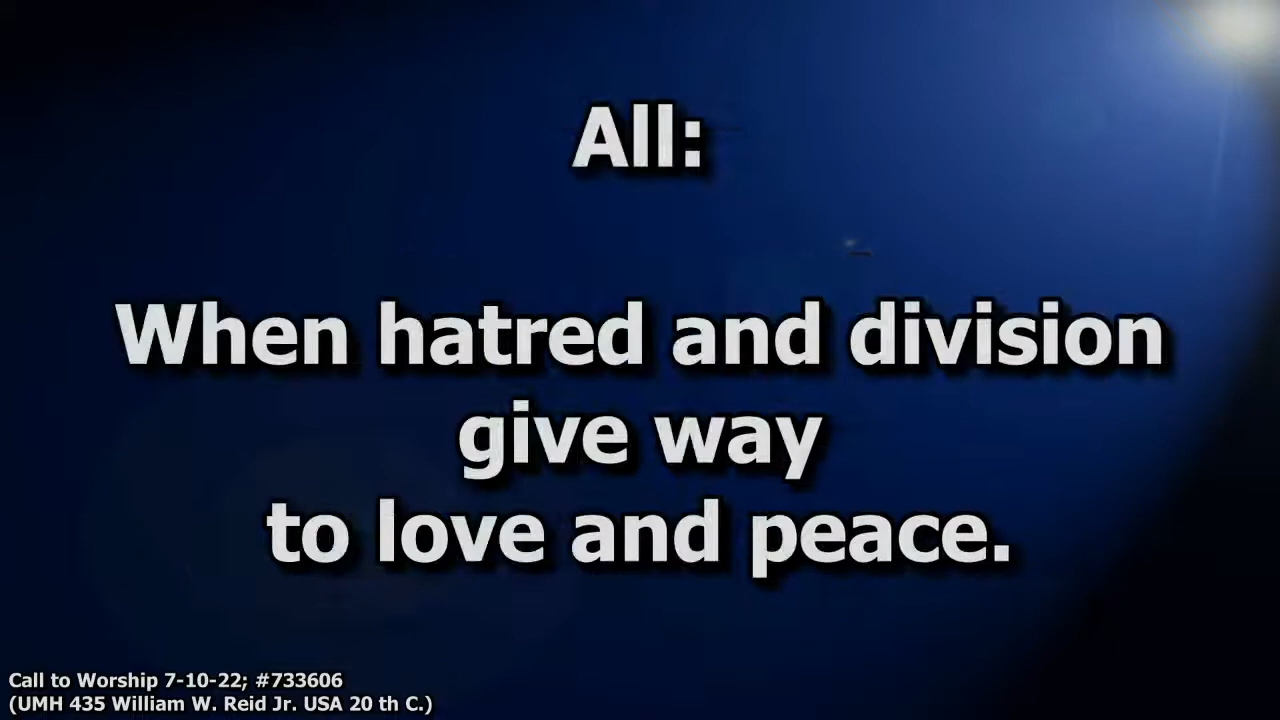 All:
When hatred and division
give way
to love and peace.
Call to Worship 7-10-22; #733606
(UMH 435 William W. Reid Jr. USA 20 th C.)